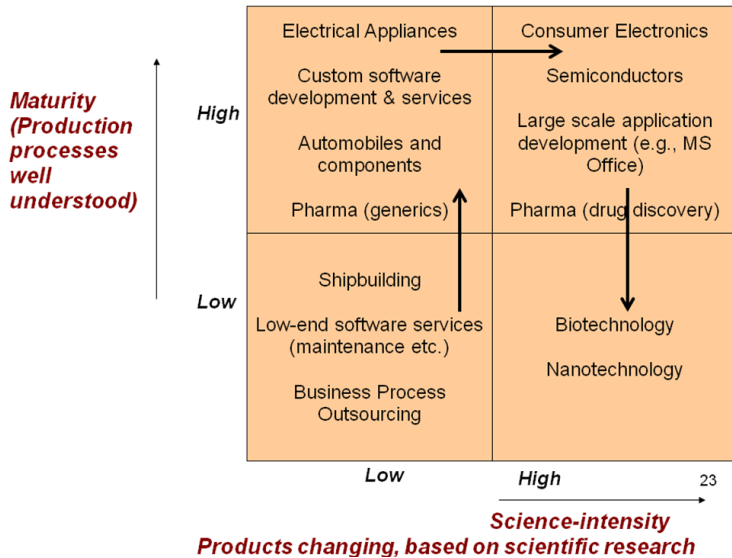 Maturity
(Production
processes
well
understood)
High
Electrical Appliances
Custom software
development & services
Automobiles and
components
Pharma (generics)
Consumer Electronics
Semiconductors
Large scale application
development (e.g., MS
Office)
Pharma (drug discovery)
Low
Shipbuilding
Low-end software services
(maintenance etc.)
Business Process
Outsourcing
Biotechnology
Nanotechnology
Low
High
23
Science-intensity
Products changing, based on scientific research